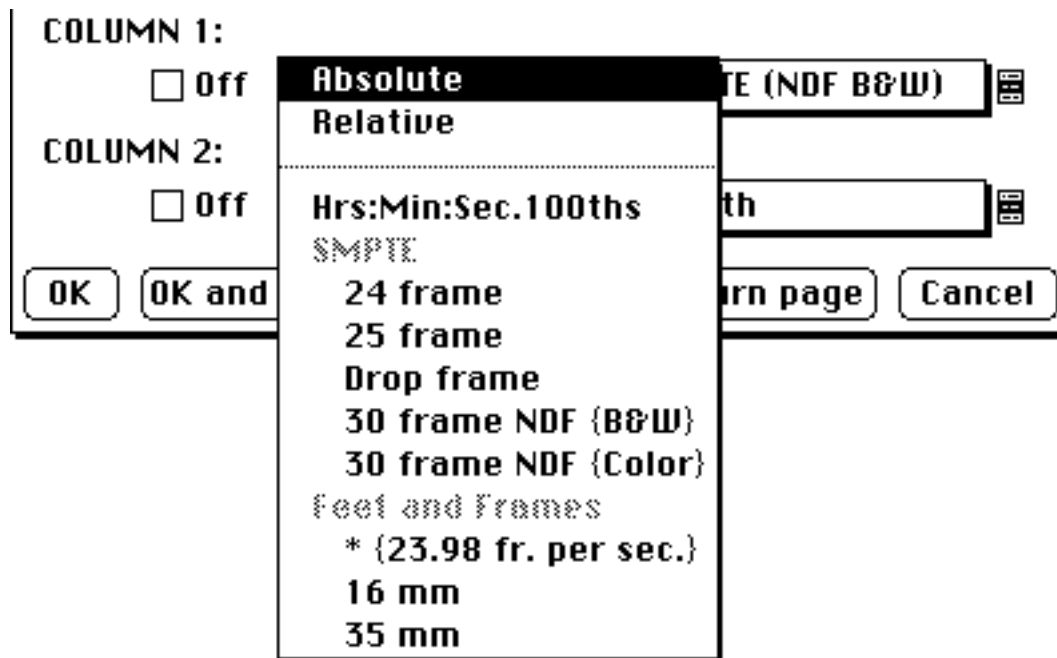 COLUMN 1:
Off
TE (NDF B&W)
COLUMN 2:
Off
th
OK
OK and
urn page
Cancel
Absolute
Relative
Hrs:Min:Sec.100ths
SMPTE
24 frame
25 frame
Drop frame
30 frame NDF {B&W}
30 frame NDF {Color}
Feet and Frames
* {23.98 fr. per sec.}
16 mm
35 mm